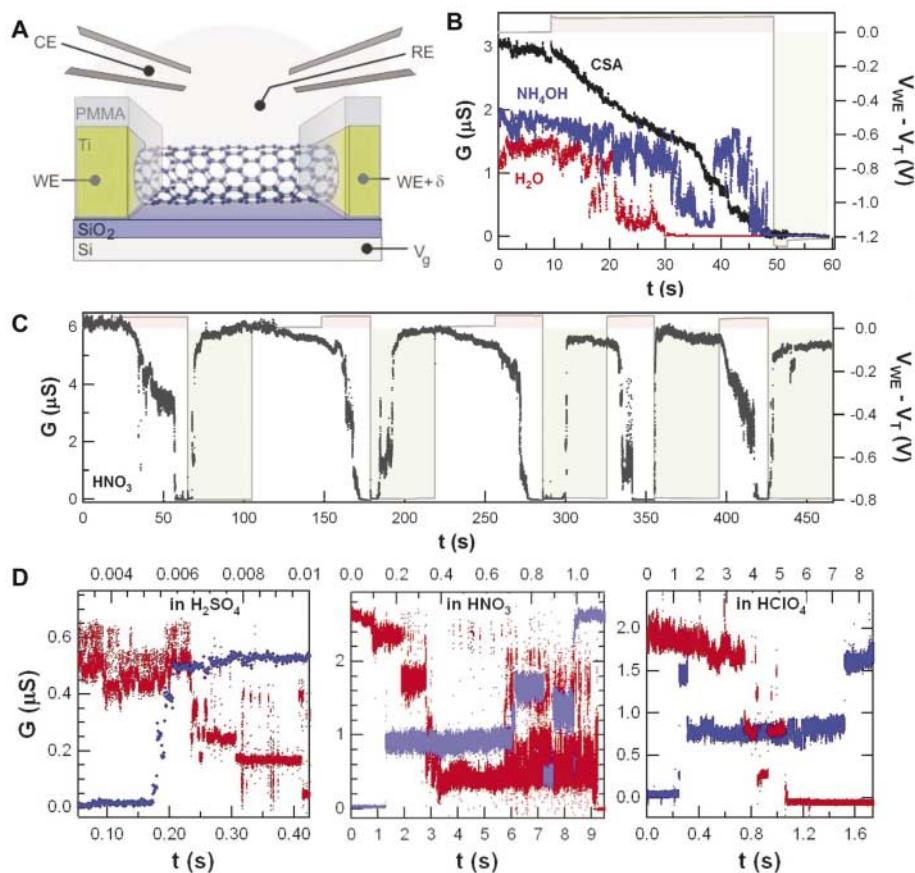 A
CE
RE
PMMA
Ti
WE
WE + δ
SiO2
Si
Vg
B
3
2
1
0
G (µS)
CSA
NH4OH
H2O
0.0
-0.2
-0.4
-0.6
-0.8
-1.0
-1.2
VWE - VT (V)
0 10 20 30 40 50 60
t (s)
C
6
4
2
0
G (µS)
HNO3
0.0
-0.2
-0.4
-0.6
-0.8
VWE - VT (V)
0 50 100 150 200 250 300 350 400 450
t (s)
D
0.004 0.006 0.008 0.01
in H2SO4
0.6
0.4
0.2
0.0
G (µS)
0.10 0.20 0.30 0.40
t (s)
0.0 0.2 0.4 0.6 0.8 1.0
in HNO3
2
1
0
0 1 2 3 4 5 6 7 8 9
t (s)
0 1 2 3 4 5 6 7 8
in HClO4
2.0
1.5
1.0
0.5
0.0
0.0 0.4 0.8 1.2 1.6
t (s)